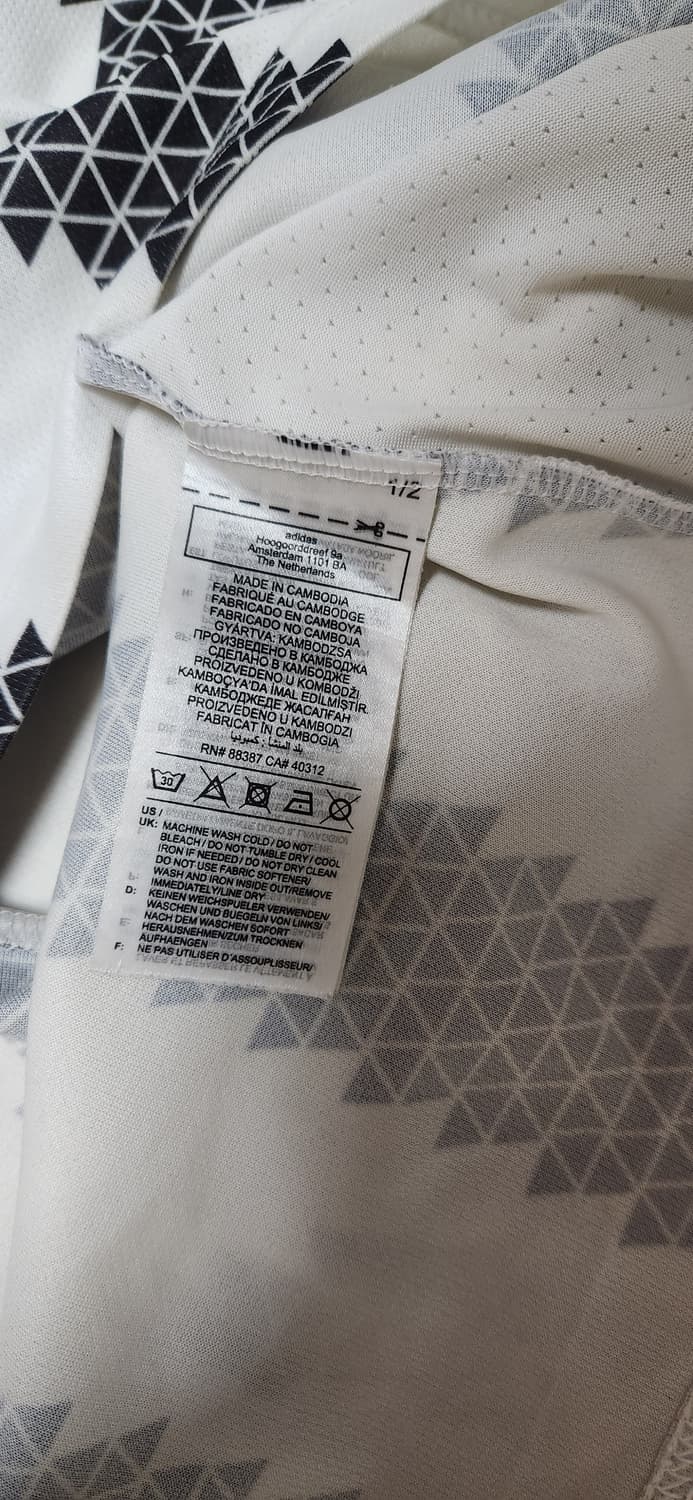 1/2
adidas
Hoogoorddreef 9a
Amsterdam 1101 BA
The Netherlands
MADE IN CAMBODIA
FABRIQUÉ AU CAMBODGE
FABRICADO EN CAMBOYA
FABRICADO NO CAMBOJA
GYÁRTVA: KAMBODZSA
ПРОИЗВЕДЕНО В КАМБОДЖА
СДЕЛАНО В КАМБОДЖЕ
PROIZVEDENO U KOMBODŽI
KAMBOÇYA'DA İMAL EDİLMİŞTİR.
КАМБОДЖЕДЕ ЖАСАЛҒАН
PROIZVEDENO U KAMBODZI
FABRICAT ÎN CAMBOGIA
بلد المنشأ : كمبوديا
RN# 88387 CA# 40312
30
US /
UK: MACHINE WASH COLD / DO NOT
BLEACH / DO NOT TUMBLE DRY / COOL
IRON IF NEEDED / DO NOT DRY CLEAN
DO NOT USE FABRIC SOFTENER/
WASH AND IRON INSIDE OUT/REMOVE
IMMEDIATELY/LINE DRY
D: KEINEN WEICHSPUELER VERWENDEN/
WASCHEN UND BUEGELN VON LINKS/
NACH DEM WASCHEN SOFORT
HERAUSNEHMEN/ZUM TROCKNEN
AUFHAENGEN
F: NE PAS UTILISER D'ASSOUPLISSEUR/